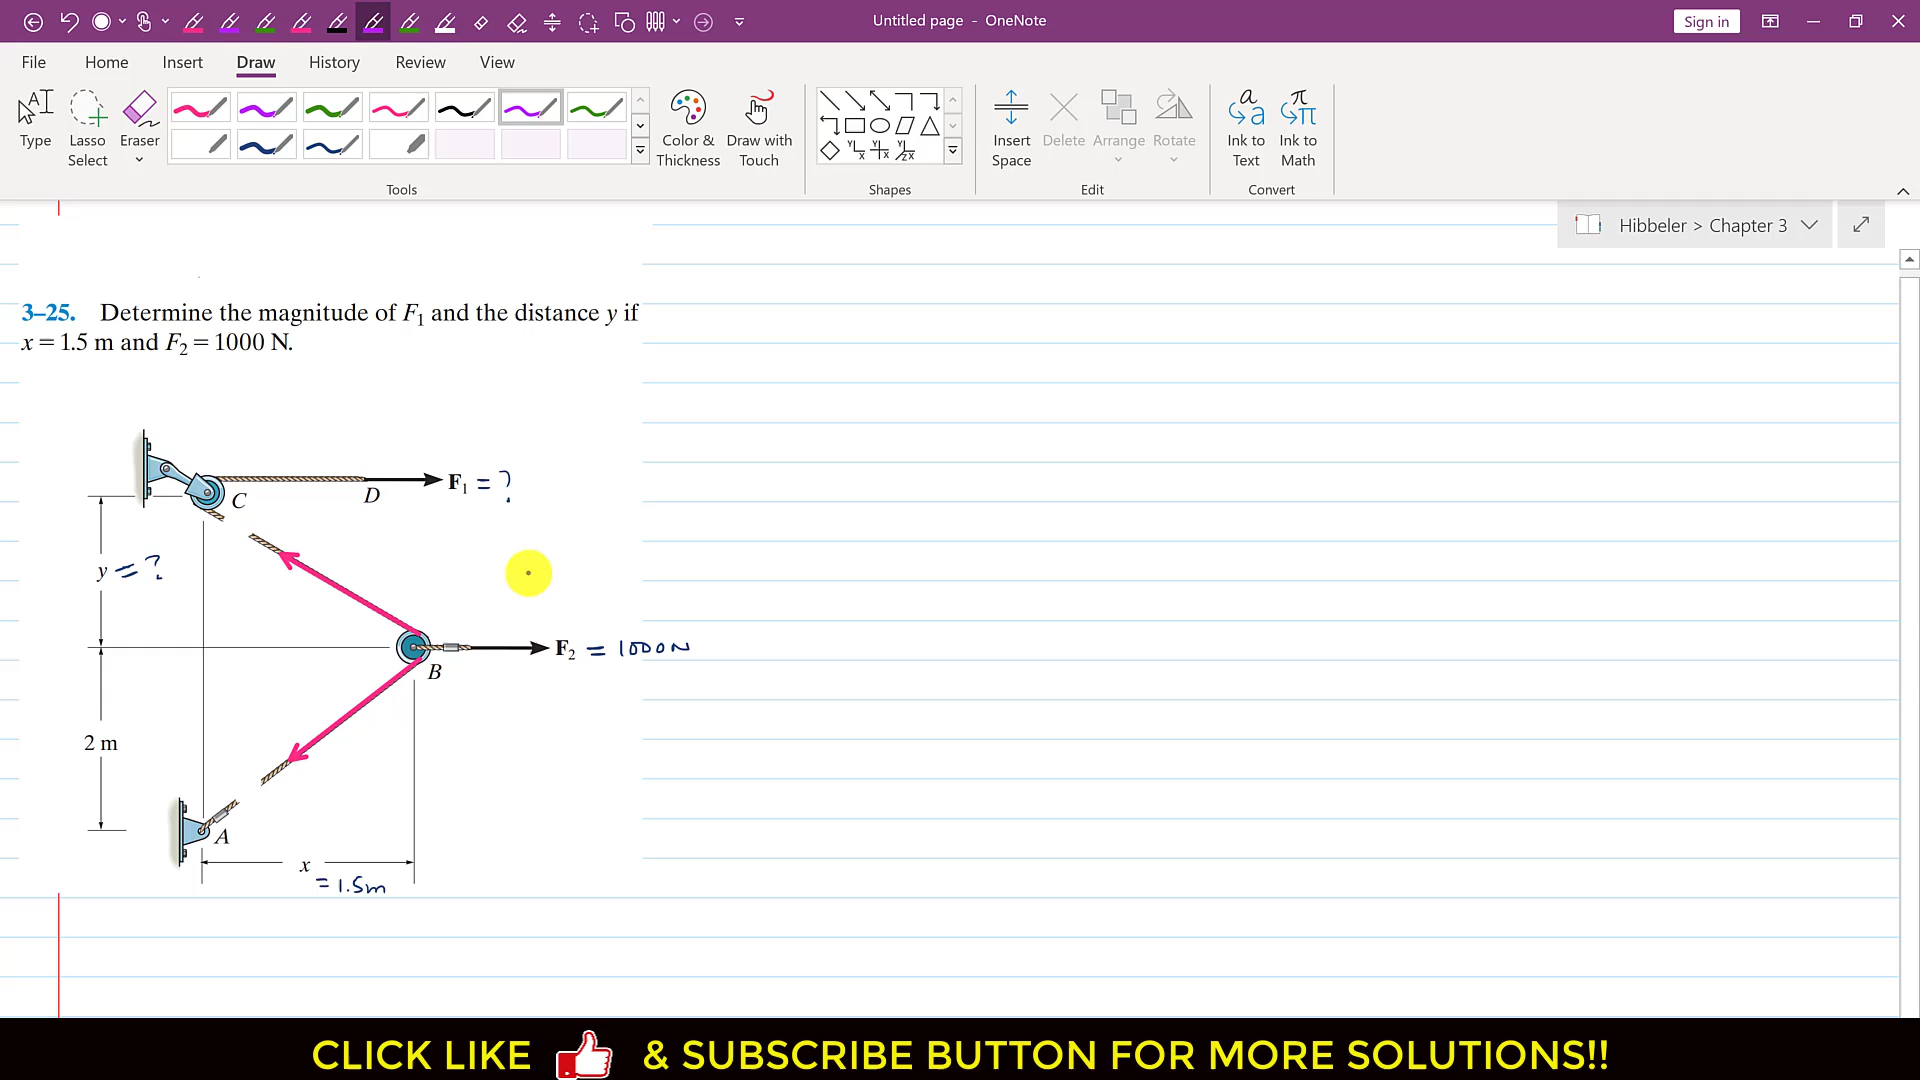 Untitled page - OneNote
Sign in
File Home Insert Draw History Review View
Type
Lasso Select
Eraser
Color & Thickness
Draw with Touch
Insert Space
Delete
Arrange
Rotate
Ink to Text
Ink to Math
Tools
Shapes
Edit
Convert
Hibbeler > Chapter 3
3–25. Determine the magnitude of F₁ and the distance y if
x = 1.5 m and F₂ = 1000 N.
C
D
F₁ = ?
y = ?
F₂ = 1000N
B
2 m
A
x
= 1.5m
CLICK LIKE & SUBSCRIBE BUTTON FOR MORE SOLUTIONS!!